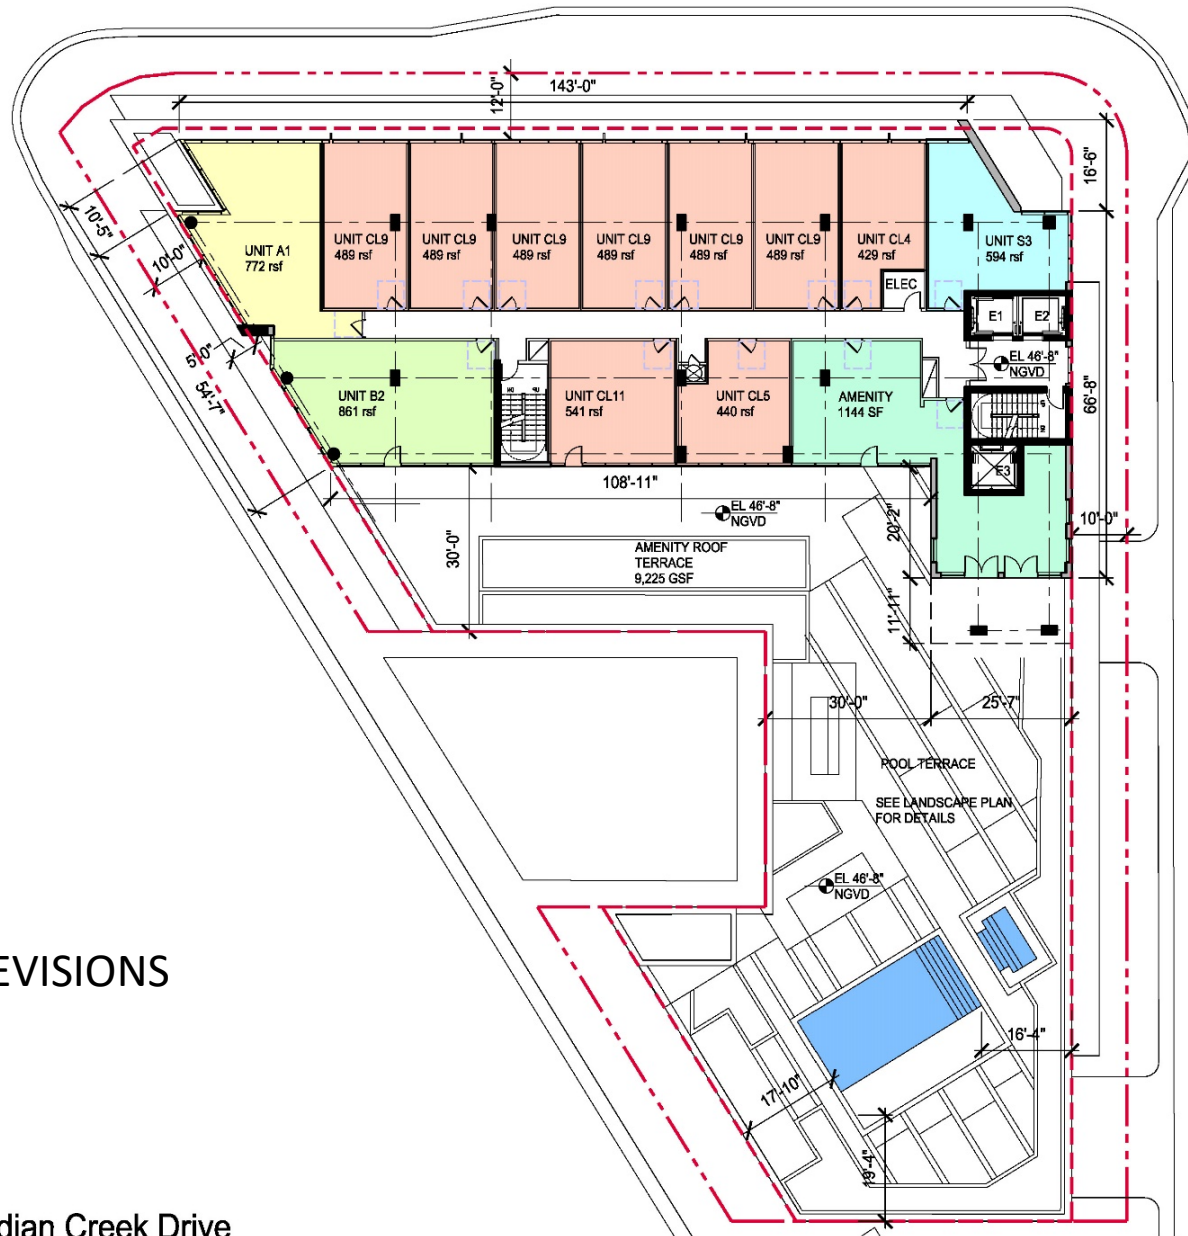 143'-0"
12'-0"
16'-6"
10'-5"
10'-0"
UNIT A1
772 rsf
UNIT CL9
489 rsf
UNIT CL9
489 rsf
UNIT CL9
489 rsf
UNIT CL9
489 rsf
UNIT CL9
489 rsf
UNIT CL9
489 rsf
UNIT CL4
429 rsf
UNIT S3
594 rsf
ELEC
E1
E2
EL 46'-8"
NGVD
5'-0"
54'-7"
66'-8"
UNIT B2
861 rsf
UNIT CL11
541 rsf
UNIT CL5
440 rsf
AMENITY
1144 SF
E3
108'-11"
EL 46'-8"
NGVD
20'-2"
10'-0"
30'-0"
AMENITY ROOF
TERRACE
9,225 GSF
11'-11"
30'-0"
25'-7"
POOL TERRACE
SEE LANDSCAPE PLAN
FOR DETAILS
EL 46'-8"
NGVD
EVISIONS
16'-4"
17'-10"
19'-4"
dian Creek Drive